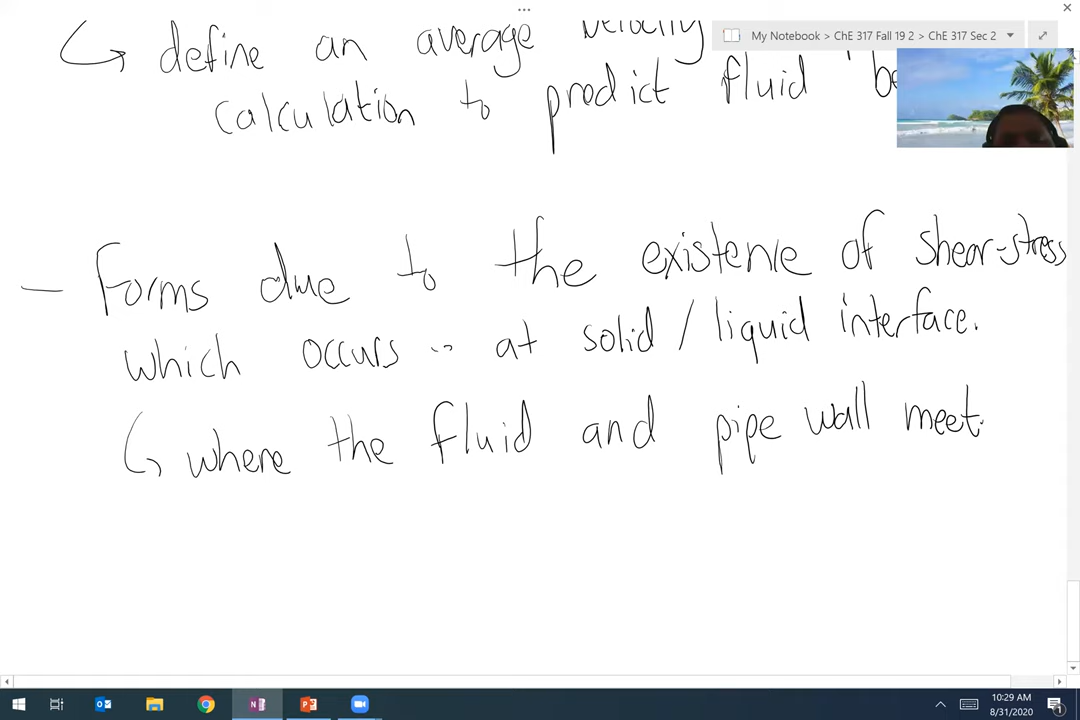 My Notebook > ChE 317 Fall 19 2 > ChE 317 Sec 2
↳ define an average velocity
calculation to predict fluid be
- Forms due to the existence of shear-stress
which occurs .. at solid / liquid interface.
↳ where the fluid and pipe wall meet.
10:29 AM
8/31/2020